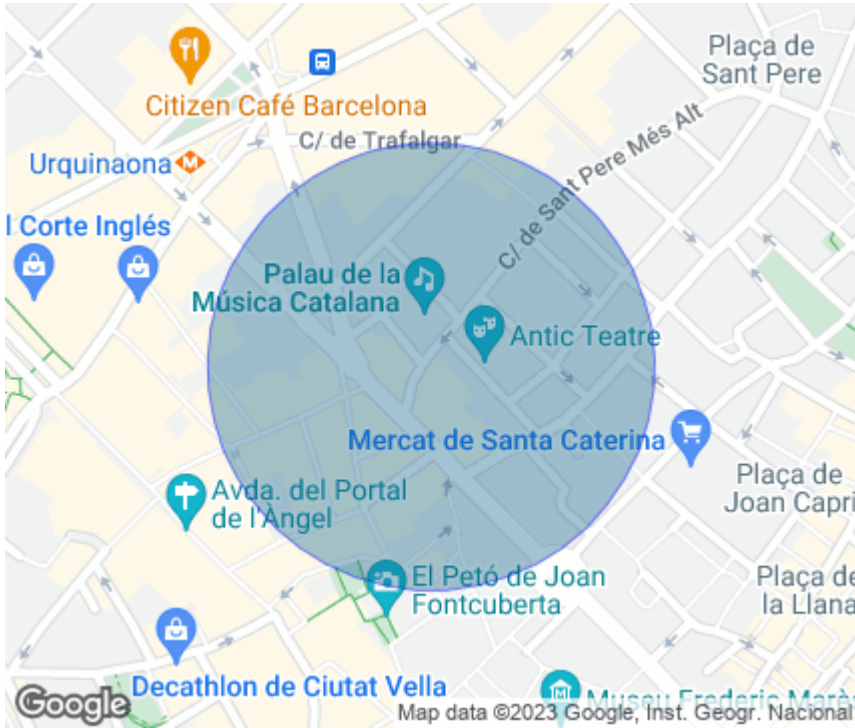 Plaça de
Sant Pere
Citizen Café Barcelona
C/ de Trafalgar
Urquinaona
M
C/ de Sant Pere Més Alt
l Corte Inglés
Palau de la
Música Catalana
Antic Teatre
Mercat de Santa Caterina
Plaça de
Joan Capri
Avda. del Portal
de l'Àngel
El Petó de Joan
Fontcuberta
Plaça de
la Llana
Decathlon de Ciutat Vella
M
Museu Frederic Marès
Google
Map data ©2023 Google, Inst. Geogr. Nacional